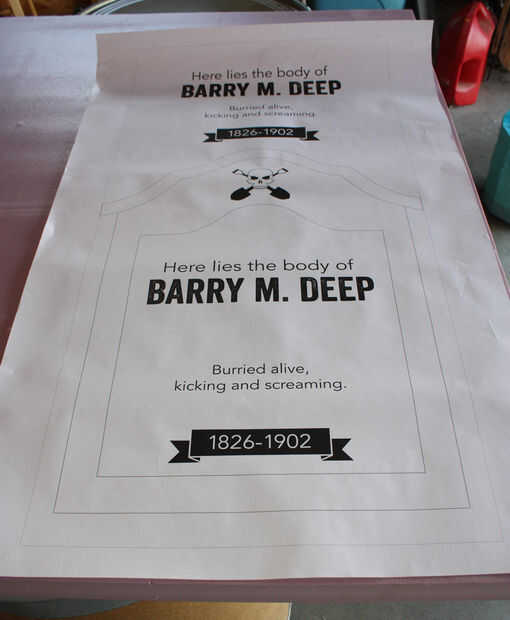 Here lies the body of
BARRY M. DEEP
Burried alive,
kicking and screaming.
1826-1902
Here lies the body of
BARRY M. DEEP
Burried alive,
kicking and screaming.
1826-1902